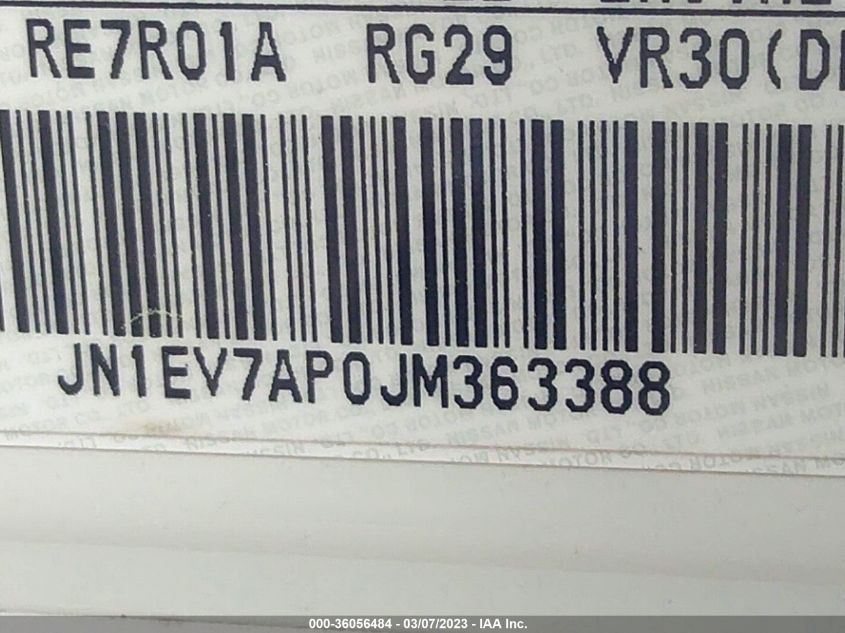 RE7R01A RG29 VR30(D
JN1EV7AP0JM363388
000-36056484 - 03/07/2023 - IAA Inc.